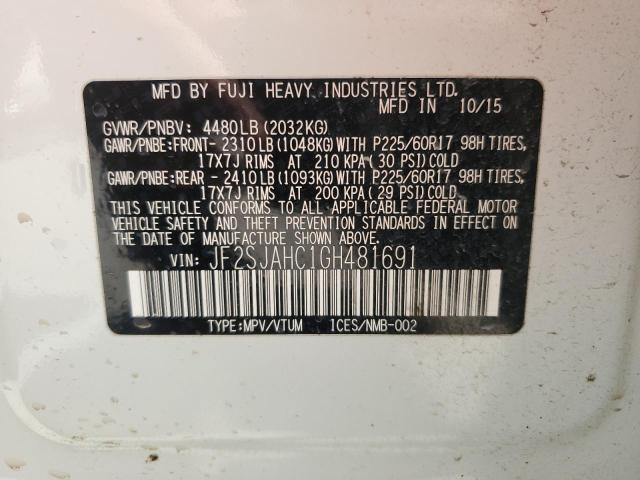 MFD BY FUJI HEAVY INDUSTRIES LTD.
MFD IN 10/15
GVWR/PNBV: 4480LB(2032KG)
GAWR/PNBE:FRONT- 2310LB(1048KG)WITH P225/60R17 98H TIRES,
17X7J RIMS AT 210 KPA(30 PSI)COLD
GAWR/PNBE:REAR - 2410LB(1093KG)WITH P225/60R17 98H TIRES,
17X7J RIMS AT 200 KPA(29 PSI)COLD
THIS VEHICLE CONFORMS TO ALL APPLICABLE FEDERAL MOTOR
VEHICLE SAFETY AND THEFT PREVENTION STANDARDS IN EFFECT
ON THE DATE OF MANUFACTURE SHOWN ABOVE.
VIN: JF2SJAHC1GH481691
TYPE:MPV/VTUM ICES/NMB-002